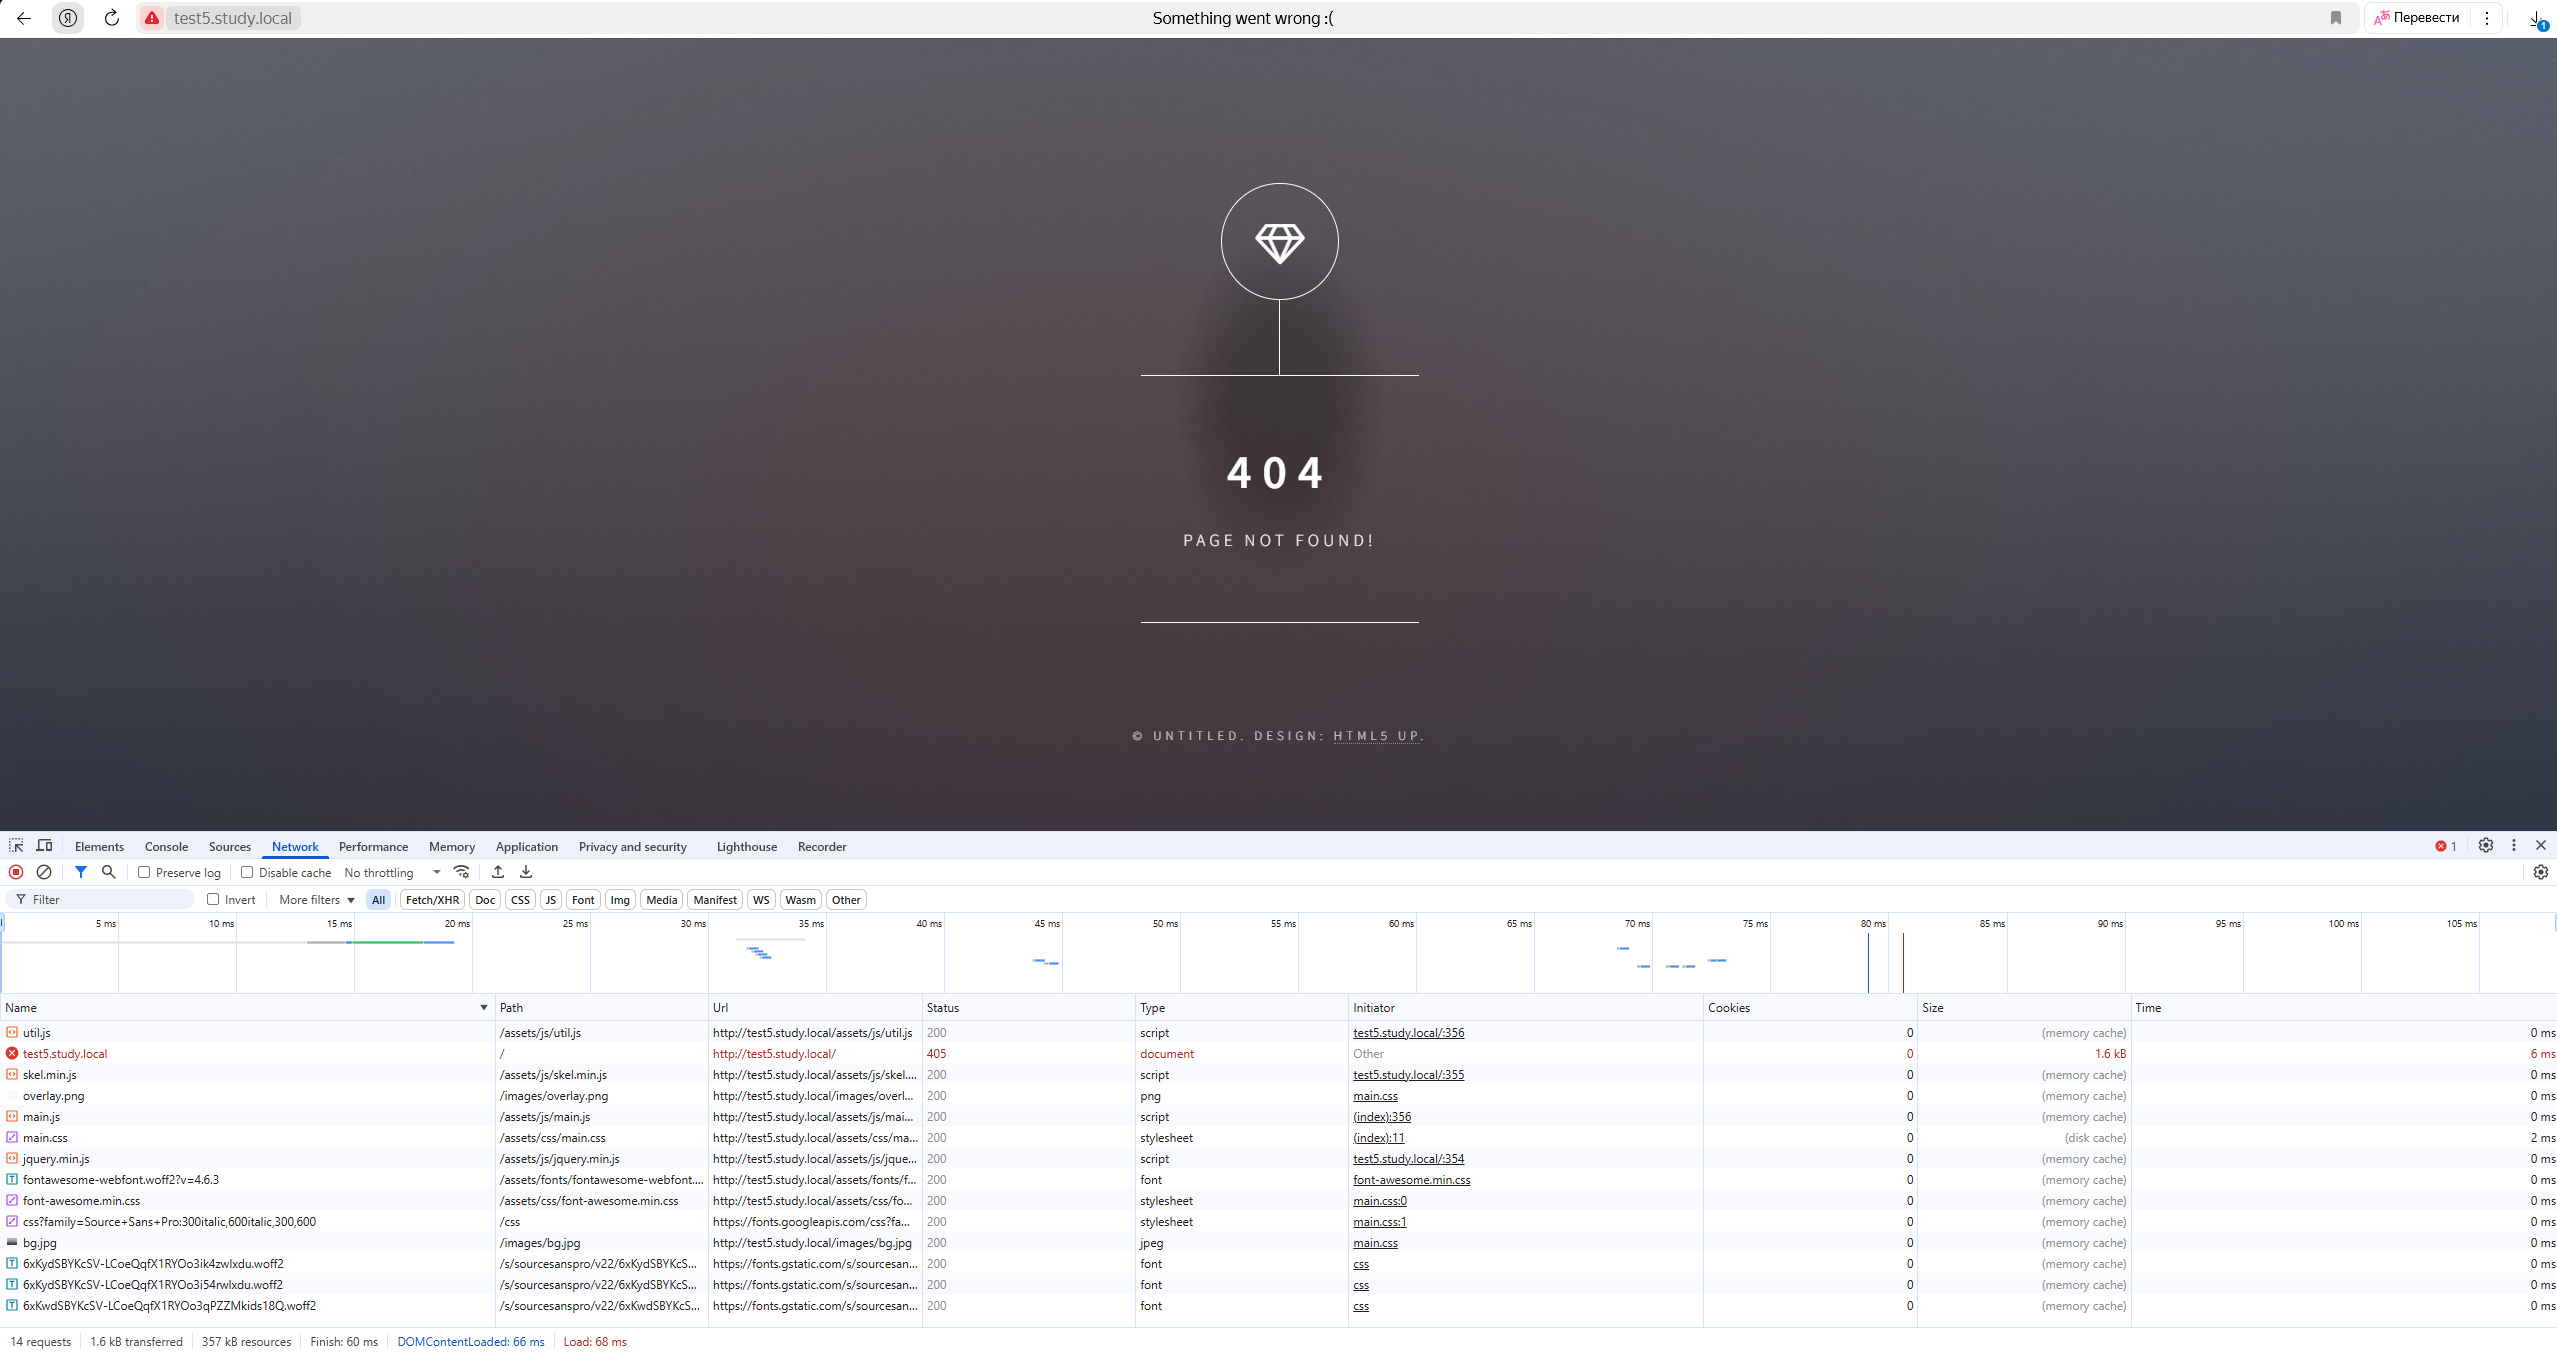 test5.study.local
Something went wrong :(
Перевести
1
404
PAGE NOT FOUND!
© UNTITLED. DESIGN: HTML5 UP.
Elements Console Sources Network Performance Memory Application Privacy and security Lighthouse Recorder 1
Preserve log Disable cache No throttling
Filter Invert More filters All Fetch/XHR Doc CSS JS Font Img Media Manifest WS Wasm Other
5 ms 10 ms 15 ms 20 ms 25 ms 30 ms 35 ms 40 ms 45 ms 50 ms 55 ms 60 ms 65 ms 70 ms 75 ms 80 ms 85 ms 90 ms 95 ms 100 ms 105 ms
Name Path Url Status Type Initiator Cookies Size Time
util.js /assets/js/util.js http://test5.study.local/assets/js/util.js 200 script test5.study.local/:356 0 (memory cache) 0 ms
test5.study.local / http://test5.study.local/ 405 document Other 0 1.6 kB 6 ms
skel.min.js /assets/js/skel.min.js http://test5.study.local/assets/js/skel.... 200 script test5.study.local/:355 0 (memory cache) 0 ms
overlay.png /images/overlay.png http://test5.study.local/images/overl... 200 png main.css 0 (memory cache) 0 ms
main.js /assets/js/main.js http://test5.study.local/assets/js/mai... 200 script (index):356 0 (memory cache) 0 ms
main.css /assets/css/main.css http://test5.study.local/assets/css/ma... 200 stylesheet (index):11 0 (disk cache) 2 ms
jquery.min.js /assets/js/jquery.min.js http://test5.study.local/assets/js/jque... 200 script test5.study.local/:354 0 (memory cache) 0 ms
fontawesome-webfont.woff2?v=4.6.3 /assets/fonts/fontawesome-webfont.... http://test5.study.local/assets/fonts/f... 200 font font-awesome.min.css 0 (memory cache) 0 ms
font-awesome.min.css /assets/css/font-awesome.min.css http://test5.study.local/assets/css/fo... 200 stylesheet main.css:0 0 (memory cache) 0 ms
css?family=Source+Sans+Pro:300italic,600italic,300,600 /css https://fonts.googleapis.com/css?fa... 200 stylesheet main.css:1 0 (memory cache) 0 ms
bg.jpg /images/bg.jpg http://test5.study.local/images/bg.jpg 200 jpeg main.css 0 (memory cache) 0 ms
6xKydSBYKcSV-LCoeQqfX1RYOo3ik4zwlxdu.woff2 /s/sourcesanspro/v22/6xKydSBYKcS... https://fonts.gstatic.com/s/sourcesan... 200 font css 0 (memory cache) 0 ms
6xKydSBYKcSV-LCoeQqfX1RYOo3i54rwlxdu.woff2 /s/sourcesanspro/v22/6xKydSBYKcS... https://fonts.gstatic.com/s/sourcesan... 200 font css 0 (memory cache) 0 ms
6xKwdSBYKcSV-LCoeQqfX1RYOo3qPZZMkids18Q.woff2 /s/sourcesanspro/v22/6xKwdSBYKcS... https://fonts.gstatic.com/s/sourcesan... 200 font css 0 (memory cache) 0 ms
14 requests 1.6 kB transferred 357 kB resources Finish: 60 ms DOMContentLoaded: 66 ms Load: 68 ms